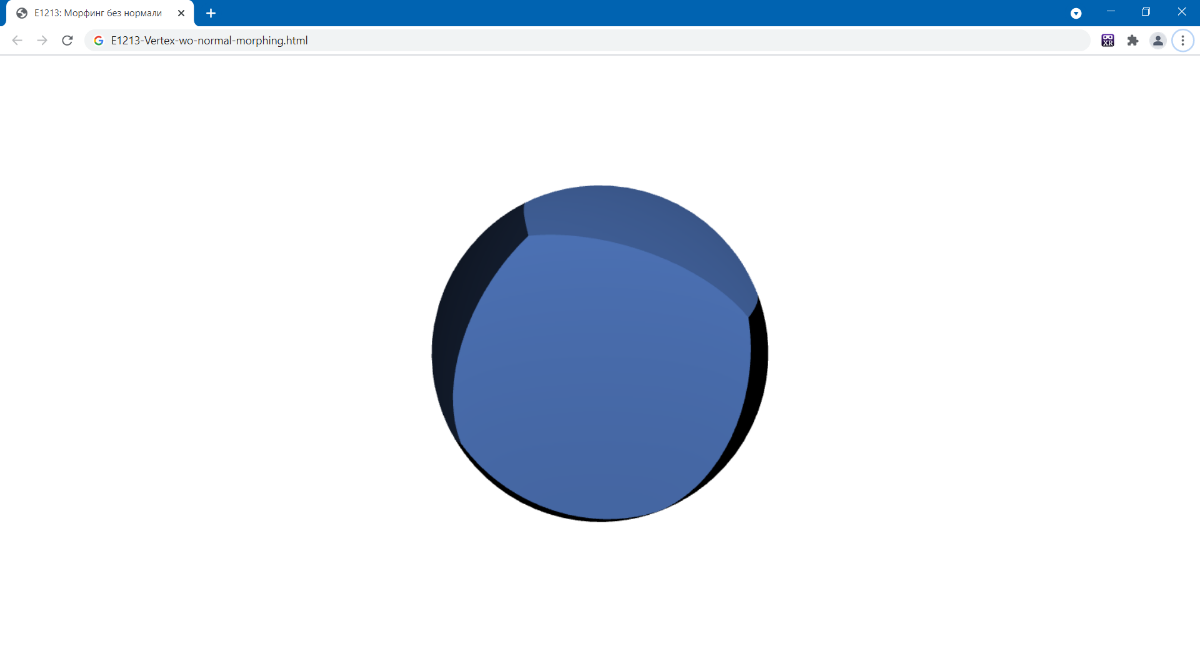 E1213: Морфинг без нормали
E1213-Vertex-wo-normal-morphing.html